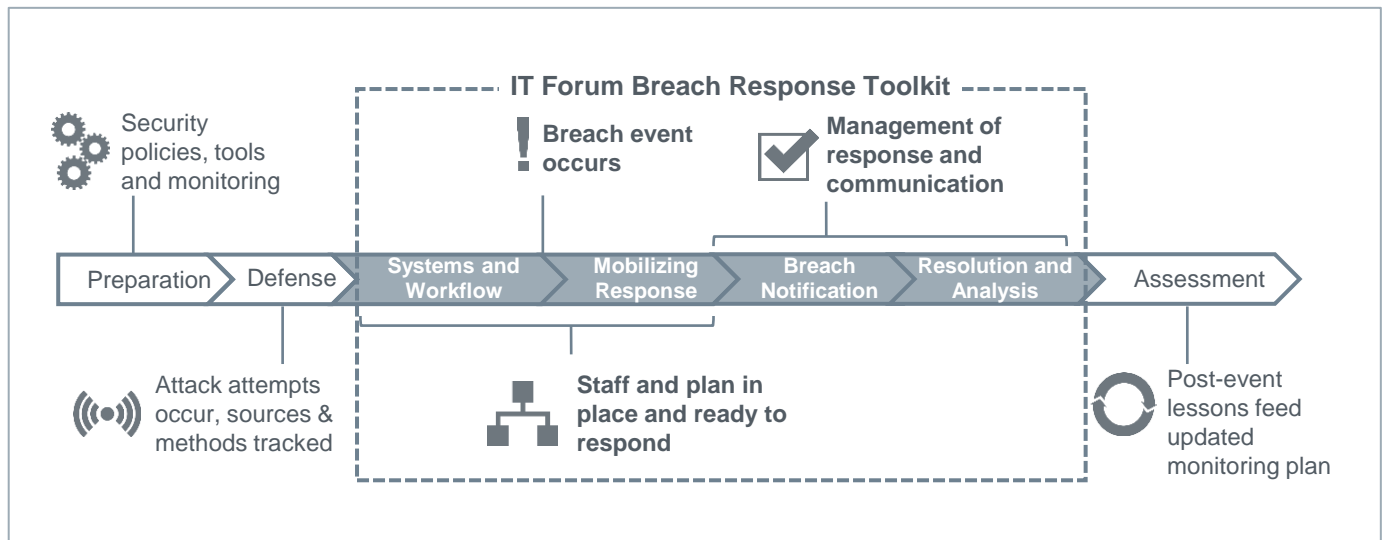 IT Forum Breach Response Toolkit
Security
policies, tools
and monitoring
Breach event
occurs
Management of
response and
communication
Preparation
Defense
Systems and
Workflow
Mobilizing
Response
Breach
Notification
Resolution and
Analysis
Assessment
Attack attempts
occur, sources &
methods tracked
Staff and plan in
place and ready to
respond
Post-event
lessons feed
updated
monitoring plan